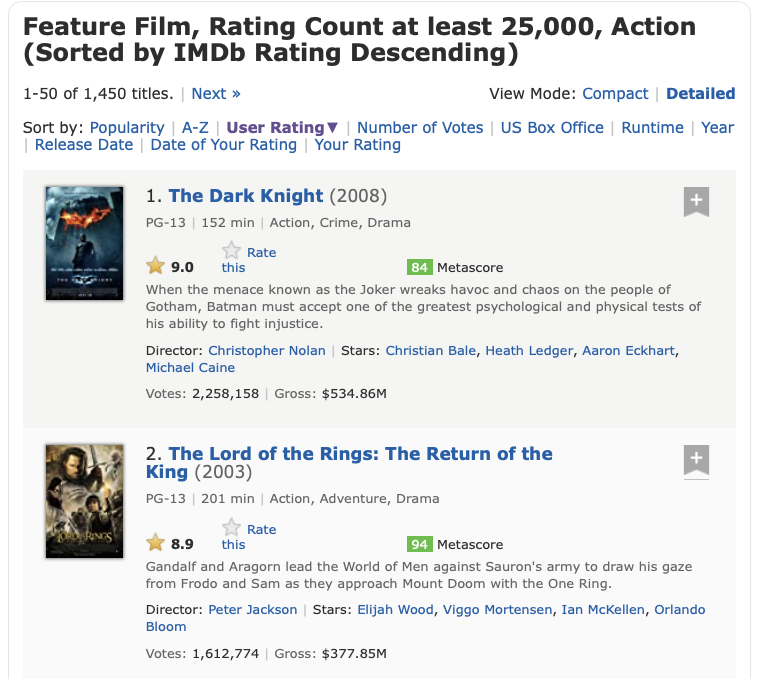 Feature Film, Rating Count at least 25,000, Action
(Sorted by IMDb Rating Descending)
1-50 of 1,450 titles. | Next »
View Mode: Compact | Detailed
Sort by: Popularity | A-Z | User Rating▼ | Number of Votes | US Box Office | Runtime | Year
| Release Date | Date of Your Rating | Your Rating
1. The Dark Knight (2008)
PG-13 | 152 min | Action, Crime, Drama
9.0
Rate
this
84 Metascore
When the menace known as the Joker wreaks havoc and chaos on the people of
Gotham, Batman must accept one of the greatest psychological and physical tests of
his ability to fight injustice.
Director: Christopher Nolan | Stars: Christian Bale, Heath Ledger, Aaron Eckhart,
Michael Caine
Votes: 2,258,158 | Gross: $534.86M
2. The Lord of the Rings: The Return of the
King (2003)
PG-13 | 201 min | Action, Adventure, Drama
8.9
Rate
this
94 Metascore
Gandalf and Aragorn lead the World of Men against Sauron's army to draw his gaze
from Frodo and Sam as they approach Mount Doom with the One Ring.
Director: Peter Jackson | Stars: Elijah Wood, Viggo Mortensen, Ian McKellen, Orlando
Bloom
Votes: 1,612,774 | Gross: $377.85M